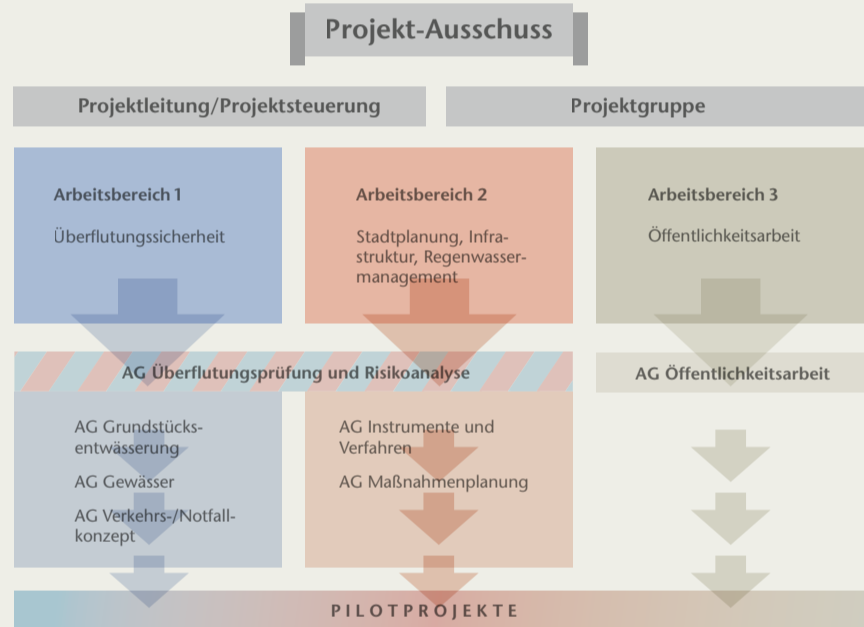 Projekt-Ausschuss
Projektleitung/Projektsteuerung
Projektgruppe
Arbeitsbereich 1
Überflutungssicherheit
Arbeitsbereich 2
Stadtplanung, Infra-
struktur, Regenwasser-
management
Arbeitsbereich 3
Öffentlichkeitsarbeit
AG Überflutungsprüfung und Risikoanalyse
AG Öffentlichkeitsarbeit
AG Grundstücks-
entwässerung
AG Gewässer
AG Verkehrs-/Notfall-
konzept
AG Instrumente und
Verfahren
AG Maßnahmenplanung
PILOTPROJEKTE